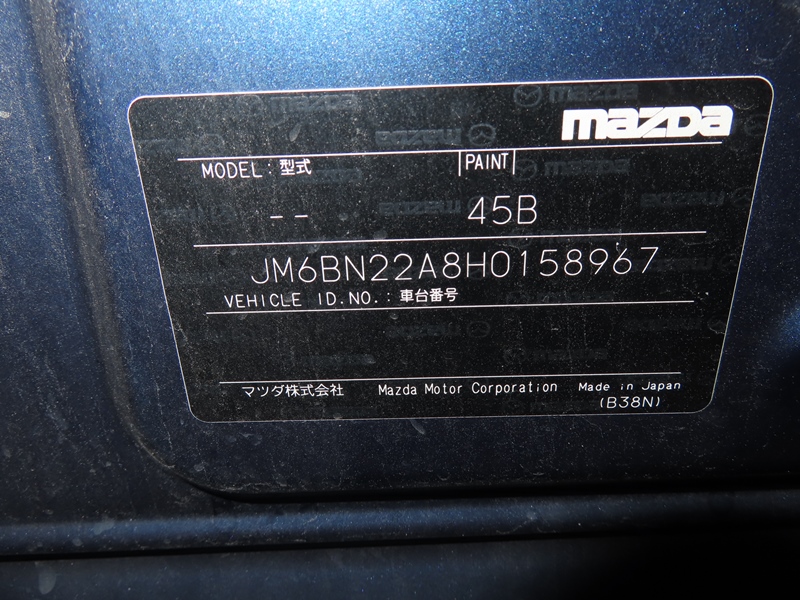 mazda
MODEL: 型式 PAINT
-- 45B
JM6BN22A8H0158967
VEHICLE ID.NO.: 車台番号
マツダ株式会社 Mazda Motor Corporation Made in Japan
(B38N)